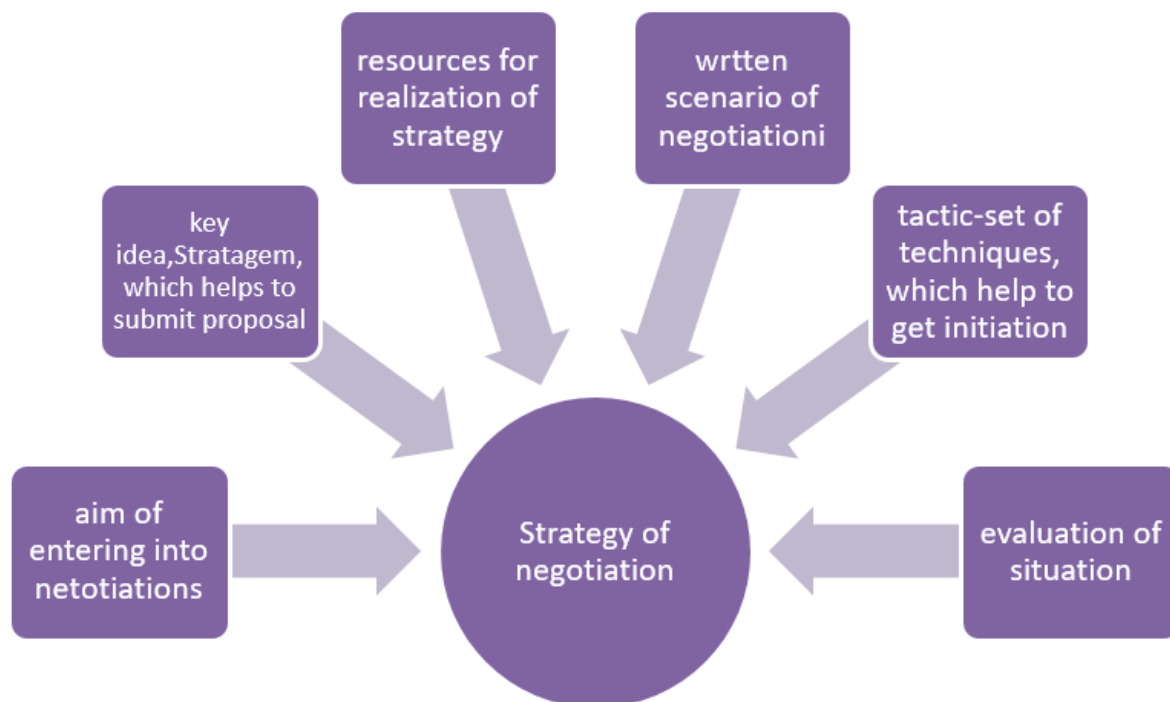 resources for
realization of
strategy
wrtten
scenario of
negotiationi
key
idea,Stratagem,
which helps to
submit proposal
tactic-set of
techniques,
which help to
get initiation
aim of
entering into
netotiations
Strategy of
negotiation
evaluation of
situation